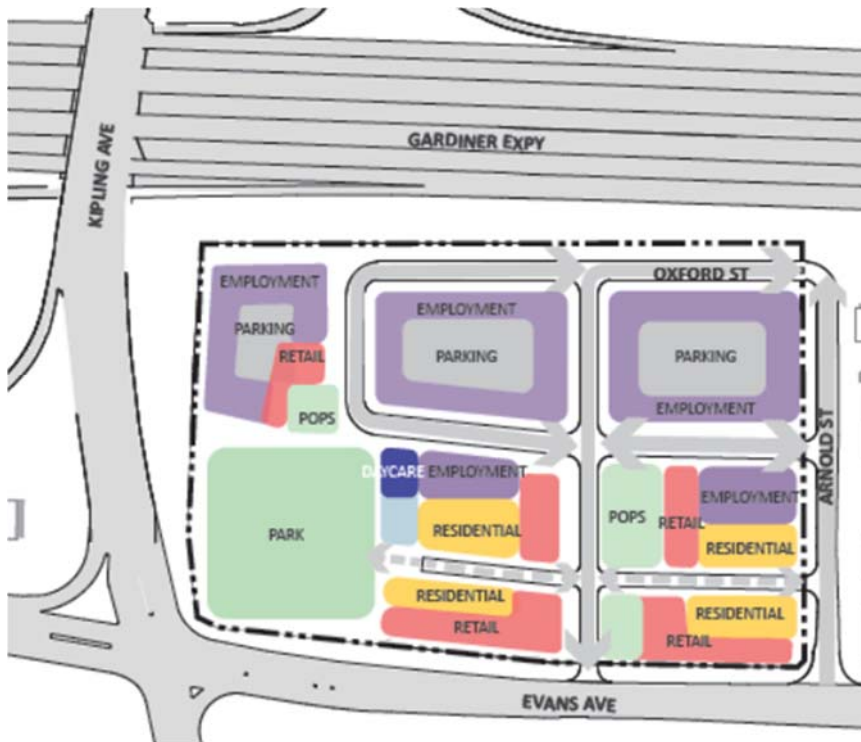 GARDINER EXPY
KIPLING AVE
OXFORD ST
EMPLOYMENT
PARKING
RETAIL
POPS
EMPLOYMENT
PARKING
PARKING
EMPLOYMENT
ARNOLD ST
DAYCARE
EMPLOYMENT
RESIDENTIAL
PARK
POPS
RETAIL
EMPLOYMENT
RESIDENTIAL
RESIDENTIAL
RETAIL
RESIDENTIAL
RETAIL
EVANS AVE